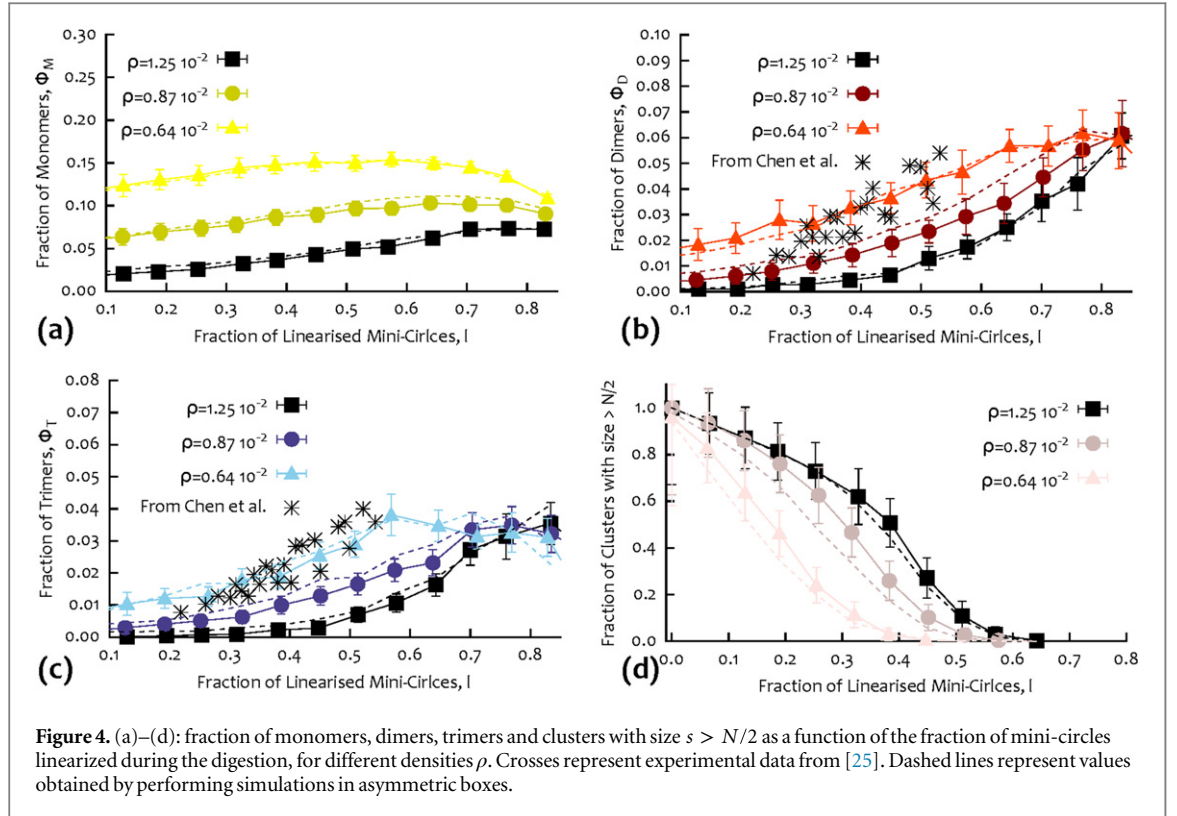 0.30
0.25
0.20
0.15
0.10
0.05
0.00
Fraction of Monomers, Φ_M
ρ=1.25 10⁻²
ρ=0.87 10⁻²
ρ=0.64 10⁻²
0.1 0.2 0.3 0.4 0.5 0.6 0.7 0.8
(a)
Fraction of Linearised Mini-Cirlces, l
0.10
0.09
0.08
0.07
0.06
0.05
0.04
0.03
0.02
0.01
0.00
Fraction of Dimers, Φ_D
ρ=1.25 10⁻²
ρ=0.87 10⁻²
ρ=0.64 10⁻²
From Chen et al.
0.1 0.2 0.3 0.4 0.5 0.6 0.7 0.8
(b)
Fraction of Linearised Mini-Cirlces, l
0.08
0.07
0.06
0.05
0.04
0.03
0.02
0.01
0.00
Fraction of Trimers, Φ_T
ρ=1.25 10⁻²
ρ=0.87 10⁻²
ρ=0.64 10⁻²
From Chen et al.
0.1 0.2 0.3 0.4 0.5 0.6 0.7 0.8
(c)
Fraction of Linearised Mini-Cirlces, l
1.0
0.8
0.6
0.4
0.2
0.0
Fraction of Clusters with size > N/2
ρ=1.25 10⁻²
ρ=0.87 10⁻²
ρ=0.64 10⁻²
0.0 0.1 0.2 0.3 0.4 0.5 0.6 0.7 0.8
(d)
Fraction of Linearised Mini-Cirlces, l
Figure 4. (a)–(d): fraction of monomers, dimers, trimers and clusters with size s > N/2 as a function of the fraction of mini-circles
linearized during the digestion, for different densities ρ. Crosses represent experimental data from [25]. Dashed lines represent values
obtained by performing simulations in asymmetric boxes.